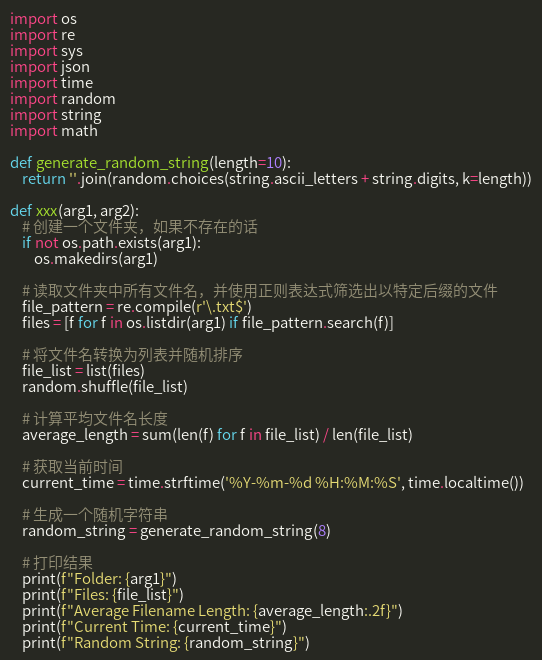 import os
import re
import sys
import json
import time
import random
import string
import math

def generate_random_string(length=10):
    return ''.join(random.choices(string.ascii_letters + string.digits, k=length))

def xxx(arg1, arg2):
    # 创建一个文件夹，如果不存在的话
    if not os.path.exists(arg1):
        os.makedirs(arg1)

    # 读取文件夹中所有文件名，并使用正则表达式筛选出以特定后缀的文件
    file_pattern = re.compile(r'\.txt$')
    files = [f for f in os.listdir(arg1) if file_pattern.search(f)]

    # 将文件名转换为列表并随机排序
    file_list = list(files)
    random.shuffle(file_list)

    # 计算平均文件名长度
    average_length = sum(len(f) for f in file_list) / len(file_list)

    # 获取当前时间
    current_time = time.strftime('%Y-%m-%d %H:%M:%S', time.localtime())

    # 生成一个随机字符串
    random_string = generate_random_string(8)

    # 打印结果
    print(f"Folder: {arg1}")
    print(f"Files: {file_list}")
    print(f"Average Filename Length: {average_length:.2f}")
    print(f"Current Time: {current_time}")
    print(f"Random String: {random_string}")